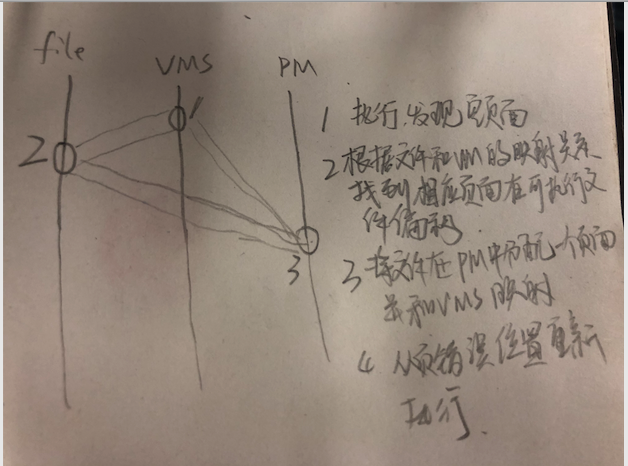 file
VMS
PM
1
2
3
1 执行,发现页面
2 根据文件和VM的映射关系
找到相应页面在可执行文
件偏移
3 将文件在PM中分配一个页面
并和VMS映射
4 从页错误位置重新
执行.